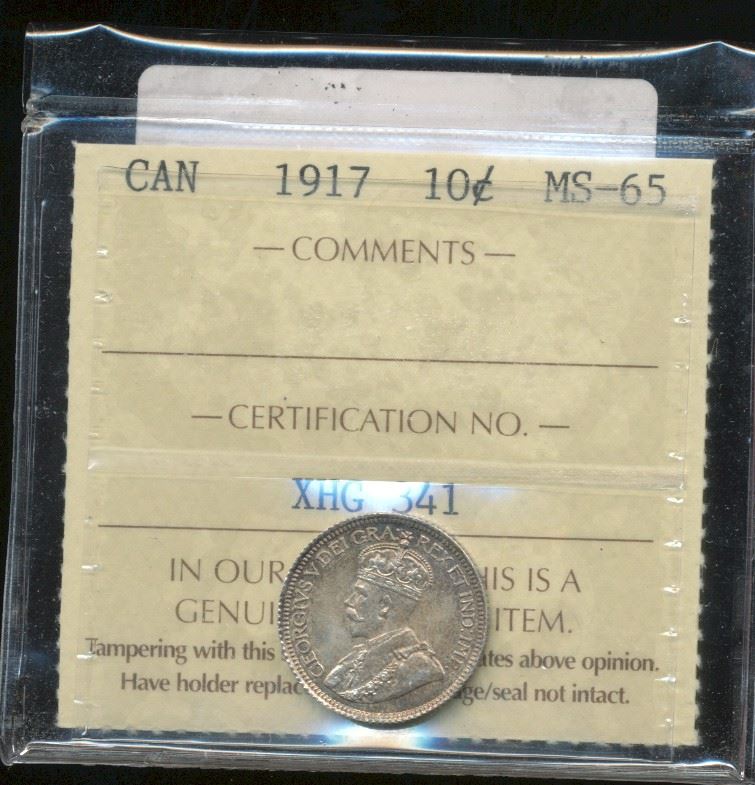 CAN 1917 10¢ MS-65
— COMMENTS —
— CERTIFICATION NO. —
XHG 341
IN OUR HIS IS A
GENUI ITEM.
Tampering with this ates above opinion.
Have holder replac ge/seal not intact.
GEORGIVS V DEI GRA: REX ET IND: IMP: